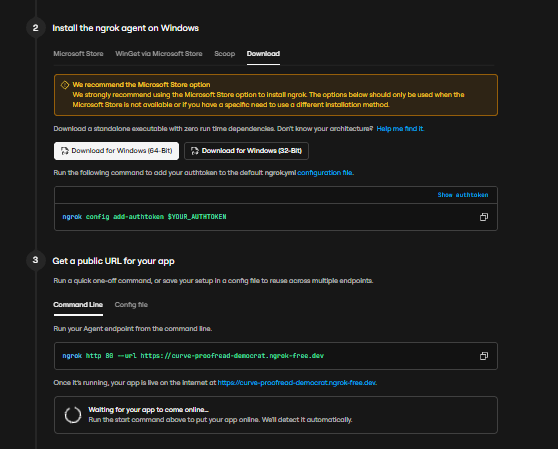 2 Install the ngrok agent on Windows
Microsoft Store WinGet via Microsoft Store Scoop Download
We recommend the Microsoft Store option
We strongly recommend using the Microsoft Store option to install ngrok. The options below should only be used when the
Microsoft Store is not available or if you have a specific need to use a different installation method.
Download a standalone executable with zero run time dependencies. Don't know your architecture? Help me find it.
Download for Windows (64-Bit) Download for Windows (32-Bit)
Run the following command to add your authtoken to the default ngrok.yml configuration file.
Show authtoken
ngrok config add-authtoken $YOUR_AUTHTOKEN
3 Get a public URL for your app
Run a quick one-off command, or save your setup in a config file to reuse across multiple endpoints.
Command Line Config file
Run your Agent endpoint from the command line.
ngrok http 80 --url https://curve-proofread-democrat.ngrok-free.dev
Once it's running, your app is live on the internet at https://curve-proofread-democrat.ngrok-free.dev.
Waiting for your app to come online...
Run the start command above to put your app online. We'll detect it automatically.